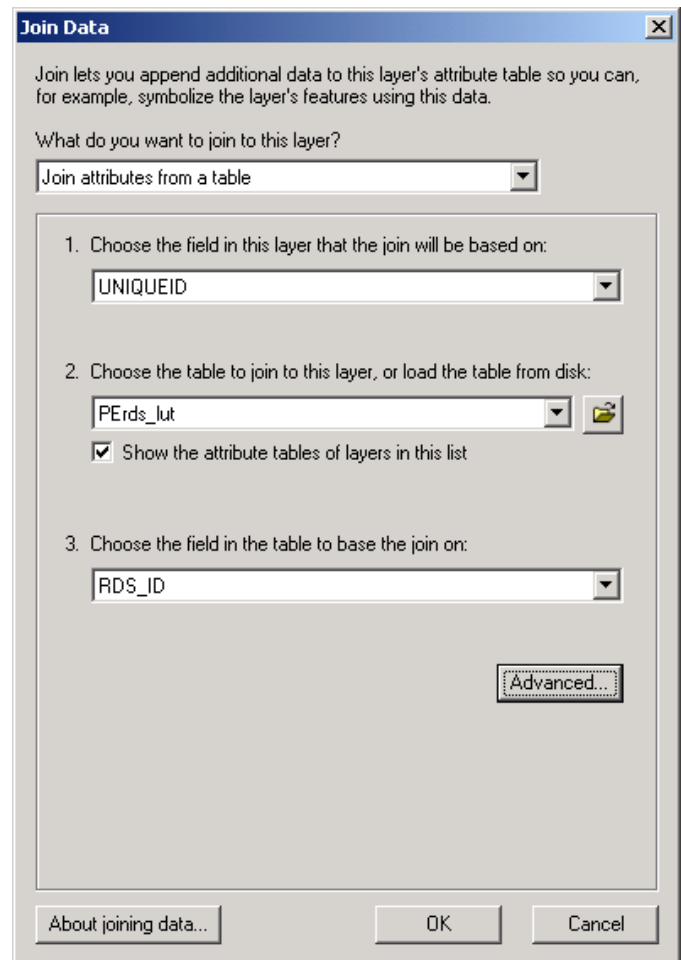 Join Data
Join lets you append additional data to this layer's attribute table so you can,
for example, symbolize the layer's features using this data.
What do you want to join to this layer?
Join attributes from a table
1. Choose the field in this layer that the join will be based on:
UNIQUEID
2. Choose the table to join to this layer, or load the table from disk:
PErds_lut
Show the attribute tables of layers in this list
3. Choose the field in the table to base the join on:
RDS_ID
Advanced...
About joining data...
OK
Cancel